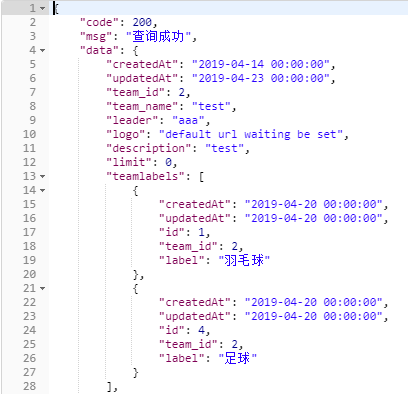 1 {
2 "code": 200,
3 "msg": "查询成功",
4 "data": {
5 "createdAt": "2019-04-14 00:00:00",
6 "updatedAt": "2019-04-23 00:00:00",
7 "team_id": 2,
8 "team_name": "test",
9 "leader": "aaa",
10 "logo": "default url waiting be set",
11 "description": "test",
12 "limit": 0,
13 "teamlabels": [
14 {
15 "createdAt": "2019-04-20 00:00:00",
16 "updatedAt": "2019-04-20 00:00:00",
17 "id": 1,
18 "team_id": 2,
19 "label": "羽毛球"
20 },
21 {
22 "createdAt": "2019-04-20 00:00:00",
23 "updatedAt": "2019-04-20 00:00:00",
24 "id": 4,
25 "team_id": 2,
26 "label": "足球"
27 }
28 ],